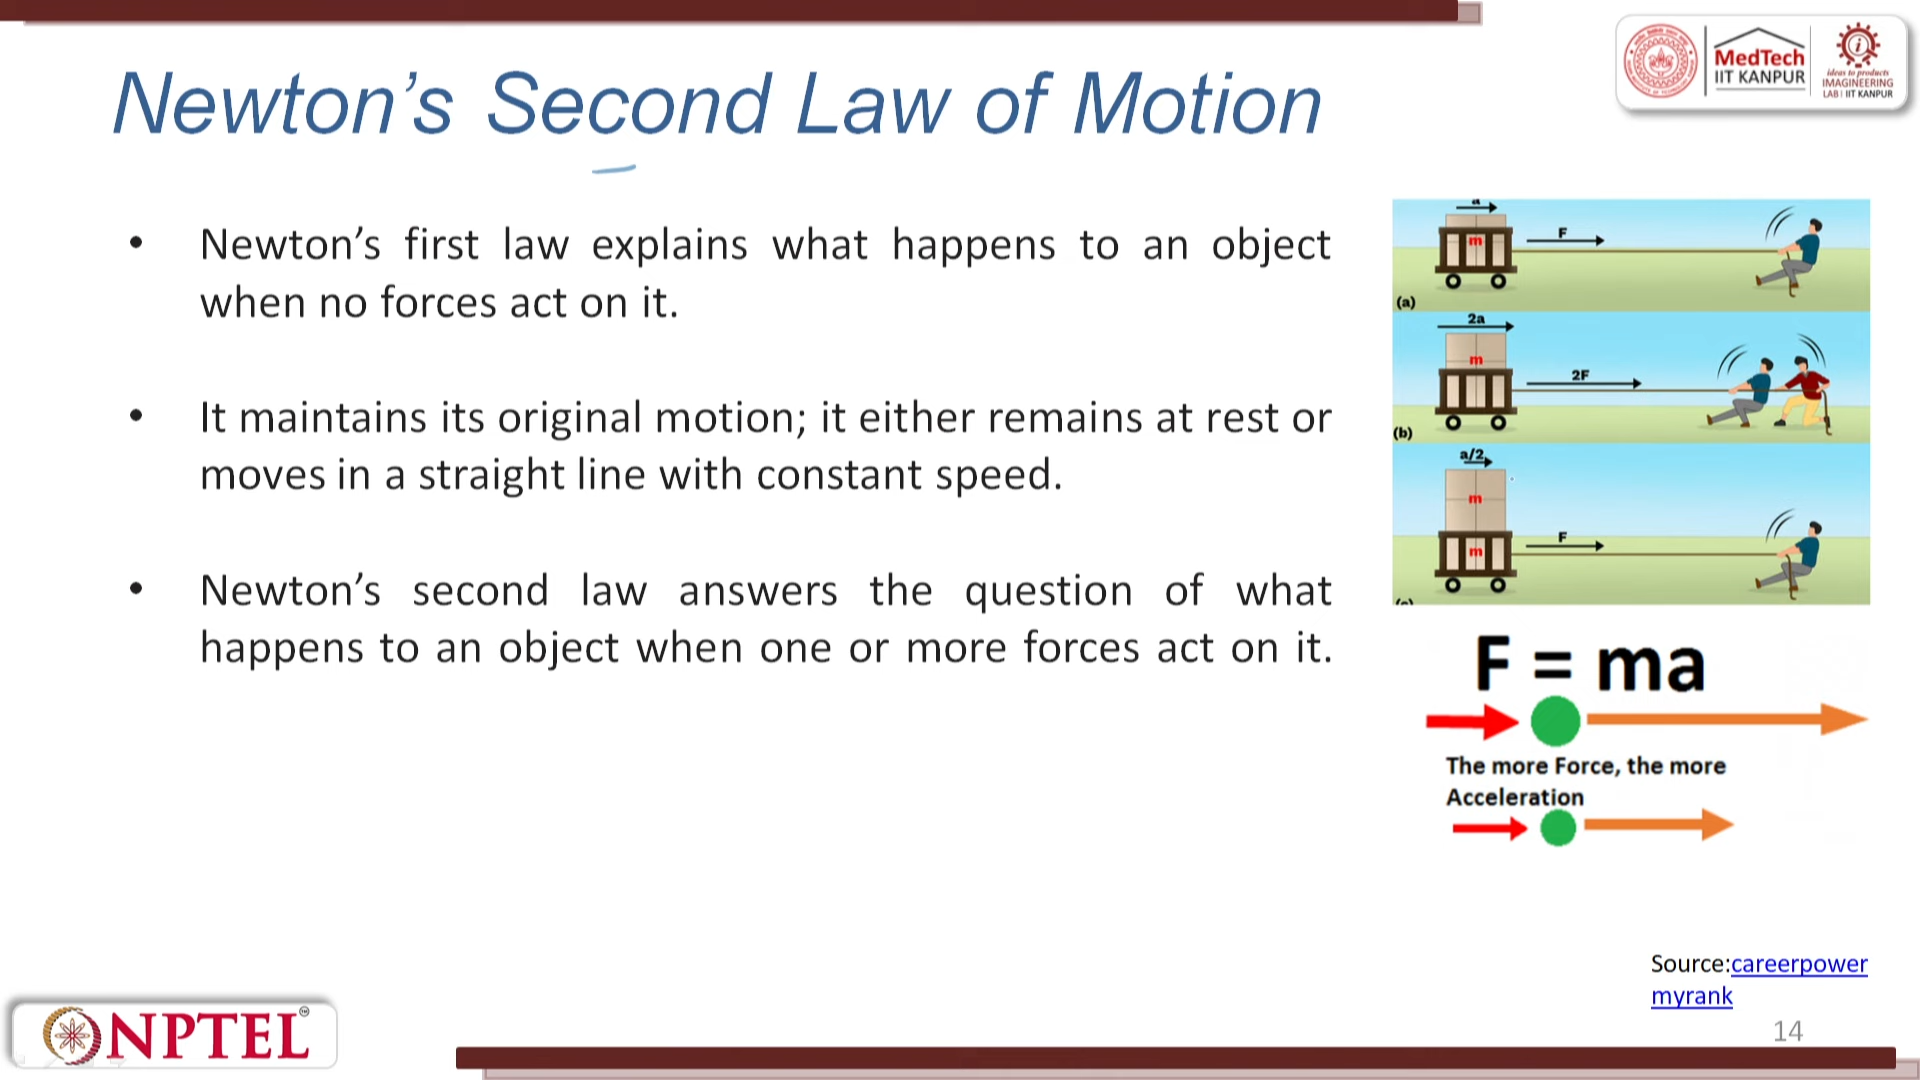 Newton’s Second Law of Motion
MedTech
IIT KANPUR
ideas to products
IMAGINEERING
LAB | IIT KANPUR
• Newton’s first law explains what happens to an object
when no forces act on it.
• It maintains its original motion; it either remains at rest or
moves in a straight line with constant speed.
• Newton’s second law answers the question of what
happens to an object when one or more forces act on it.
a
m
F
(a)
2a
m
2F
(b)
a/2
m
m
F
F = ma
The more Force, the more
Acceleration
Source:careerpower
myrank
14
NPTEL